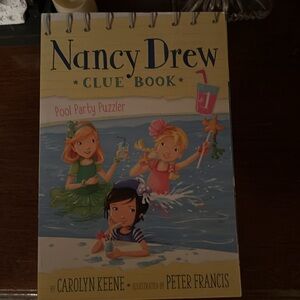 Nancy Drew
CLUE BOOK
#1
Pool Party Puzzler
BY CAROLYN KEENE ILLUSTRATED BY PETER FRANCIS